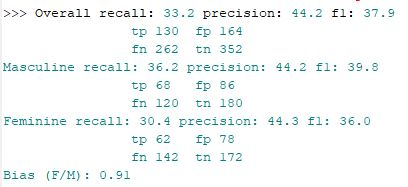 >>> Overall recall: 33.2 precision: 44.2 f1: 37.9
tp 130 fp 164
fn 262 tn 352
Masculine recall: 36.2 precision: 44.2 f1: 39.8
tp 68 fp 86
fn 120 tn 180
Feminine recall: 30.4 precision: 44.3 f1: 36.0
tp 62 fp 78
fn 142 tn 172
Bias (F/M): 0.91